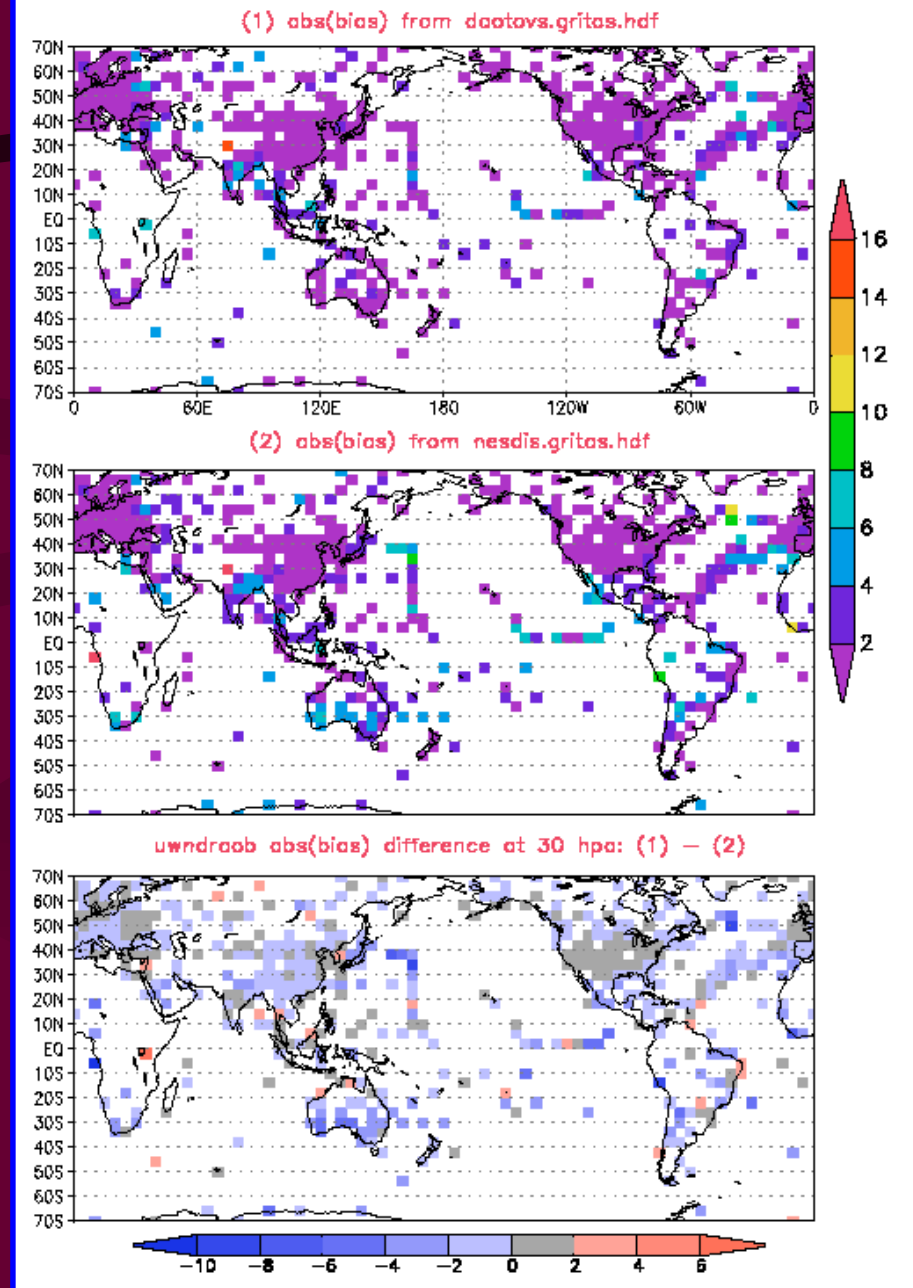 (1) abs(bias) from daotovs.gritas.hdf
70N
60N
50N
40N
30N
20N
10N
EQ
10S
20S
30S
40S
50S
60S
70S
0 60E 120E 180 120W 60W 0
(2) abs(bias) from nesdis.gritas.hdf
70N
60N
50N
40N
30N
20N
10N
EQ
10S
20S
30S
40S
50S
60S
70S
16
14
12
10
8
6
4
2
uwndraob abs(bias) difference at 30 hpa: (1) − (2)
70N
60N
50N
40N
30N
20N
10N
EQ
10S
20S
30S
40S
50S
60S
70S
−10 −8 −6 −4 −2 0 2 4 6